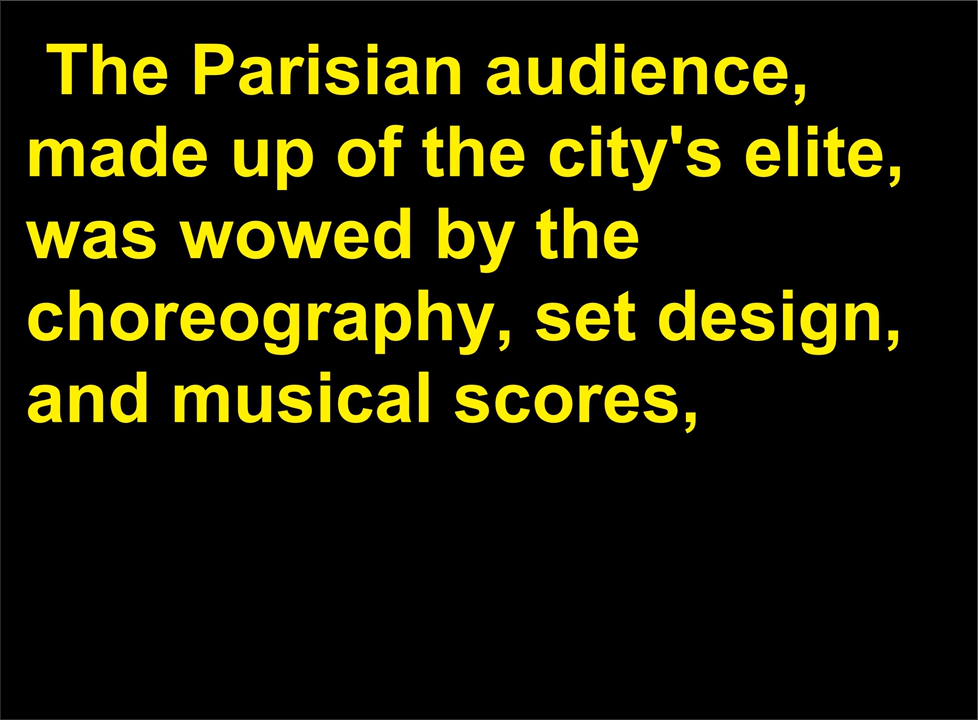 The Parisian audience,
made up of the city's elite,
was wowed by the
choreography, set design,
and musical scores,